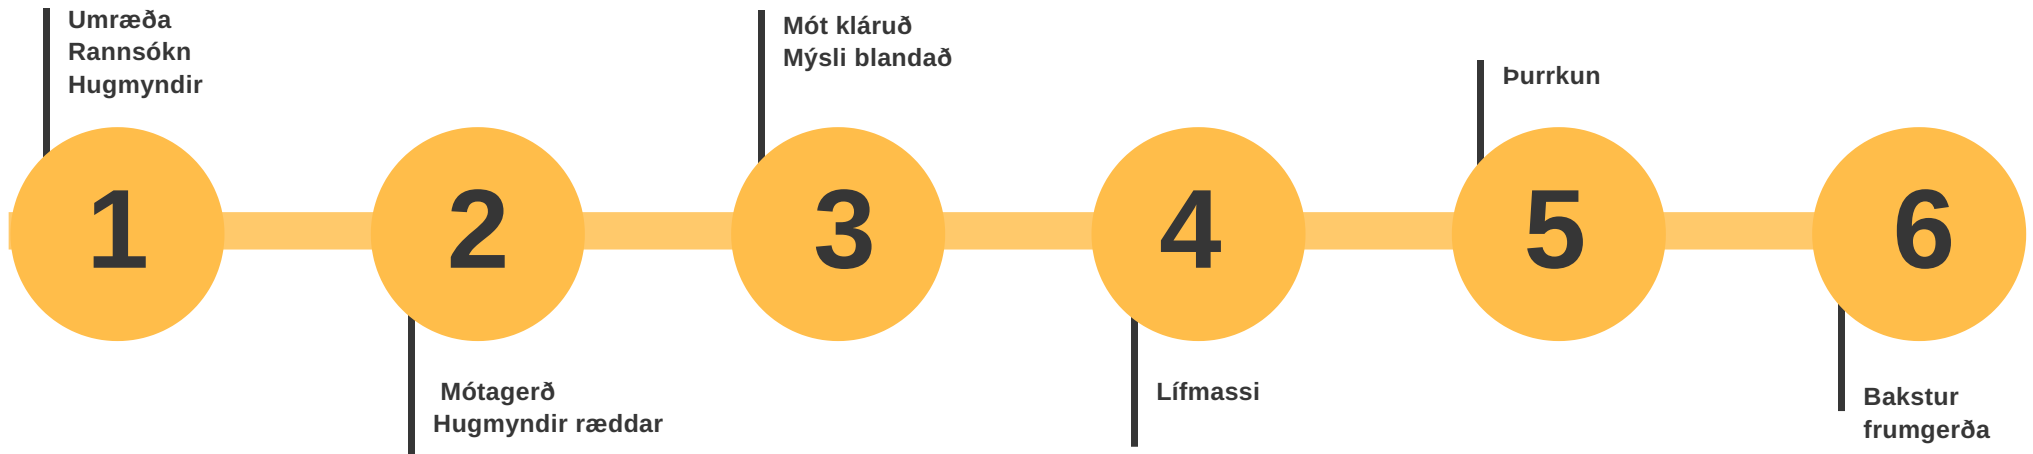 Umræða
Rannsókn
Hugmyndir
1
2
Mótagerð
Hugmyndir ræddar
Mót kláruð
Mýsli blandað
3
4
Lífmassi
Þurrkun
5
6
Bakstur
frumgerða